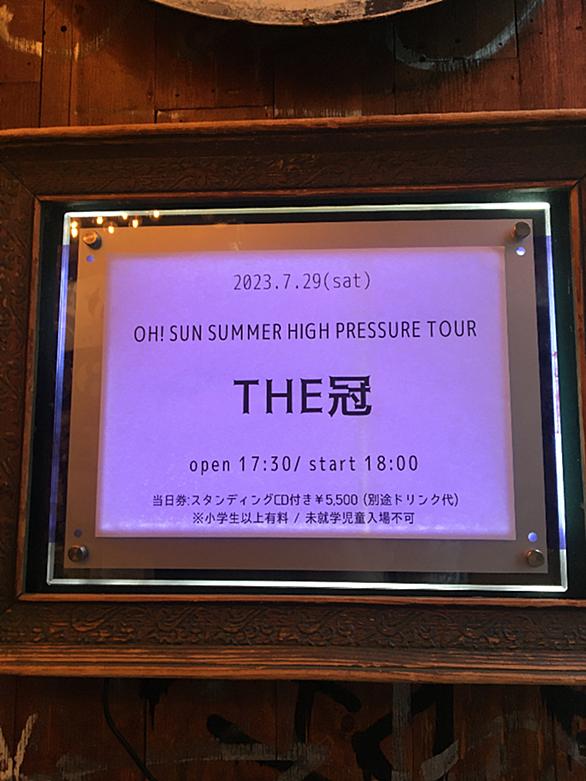 2023.7.29(sat)
OH! SUN SUMMER HIGH PRESSURE TOUR
THE冠
open 17:30/ start 18:00
当日券:スタンディングCD付き￥5,500（別途ドリンク代）
※小学生以上有料 / 未就学児童入場不可